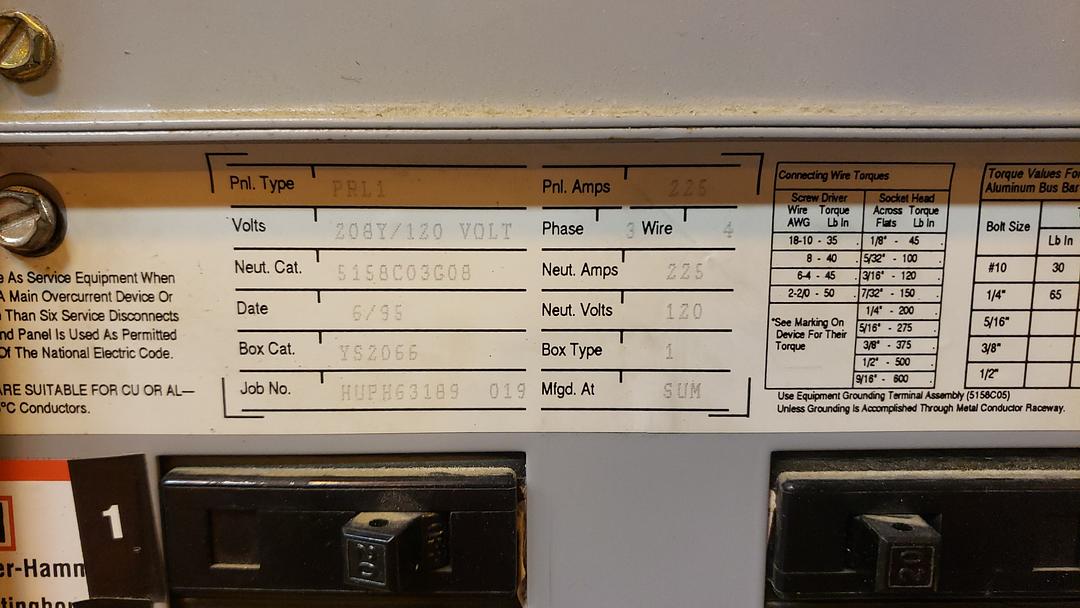 Pnl. Type PRL1
Pnl. Amps 225
Volts 208Y/120 VOLT
Phase 3 Wire 4
Neut. Cat. 5158C03G08
Neut. Amps 225
Date 6/95
Neut. Volts 120
Box Cat. YS2066
Box Type 1
Job No. HUPH63189 019
Mfgd. At SUM
e As Service Equipment When
A Main Overcurrent Device Or
Than Six Service Disconnects
nd Panel Is Used As Permitted
Of The National Electric Code.
ARE SUITABLE FOR CU OR AL—
°C Conductors.
Connecting Wire Torques
Screw Driver
Wire Torque
AWG Lb In
18-10 - 35
8 - 40
6-4 - 45
2-2/0 - 50
*See Marking On
Device For Their
Torque
Socket Head
Across Torque
Flats Lb In
1/8" - 45
5/32" - 100
3/16" - 120
7/32" - 150
1/4" - 200
5/16" - 275
3/8" - 375
1/2" - 500
9/16" - 600
Use Equipment Grounding Terminal Assembly (5158C05)
Unless Grounding Is Accomplished Through Metal Conductor Raceway.
Torque Values For
Aluminum Bus Bar
Bolt Size
Lb In
#10 30
1/4" 65
5/16"
3/8"
1/2"
1
er-Hamm
tinghou
20
20